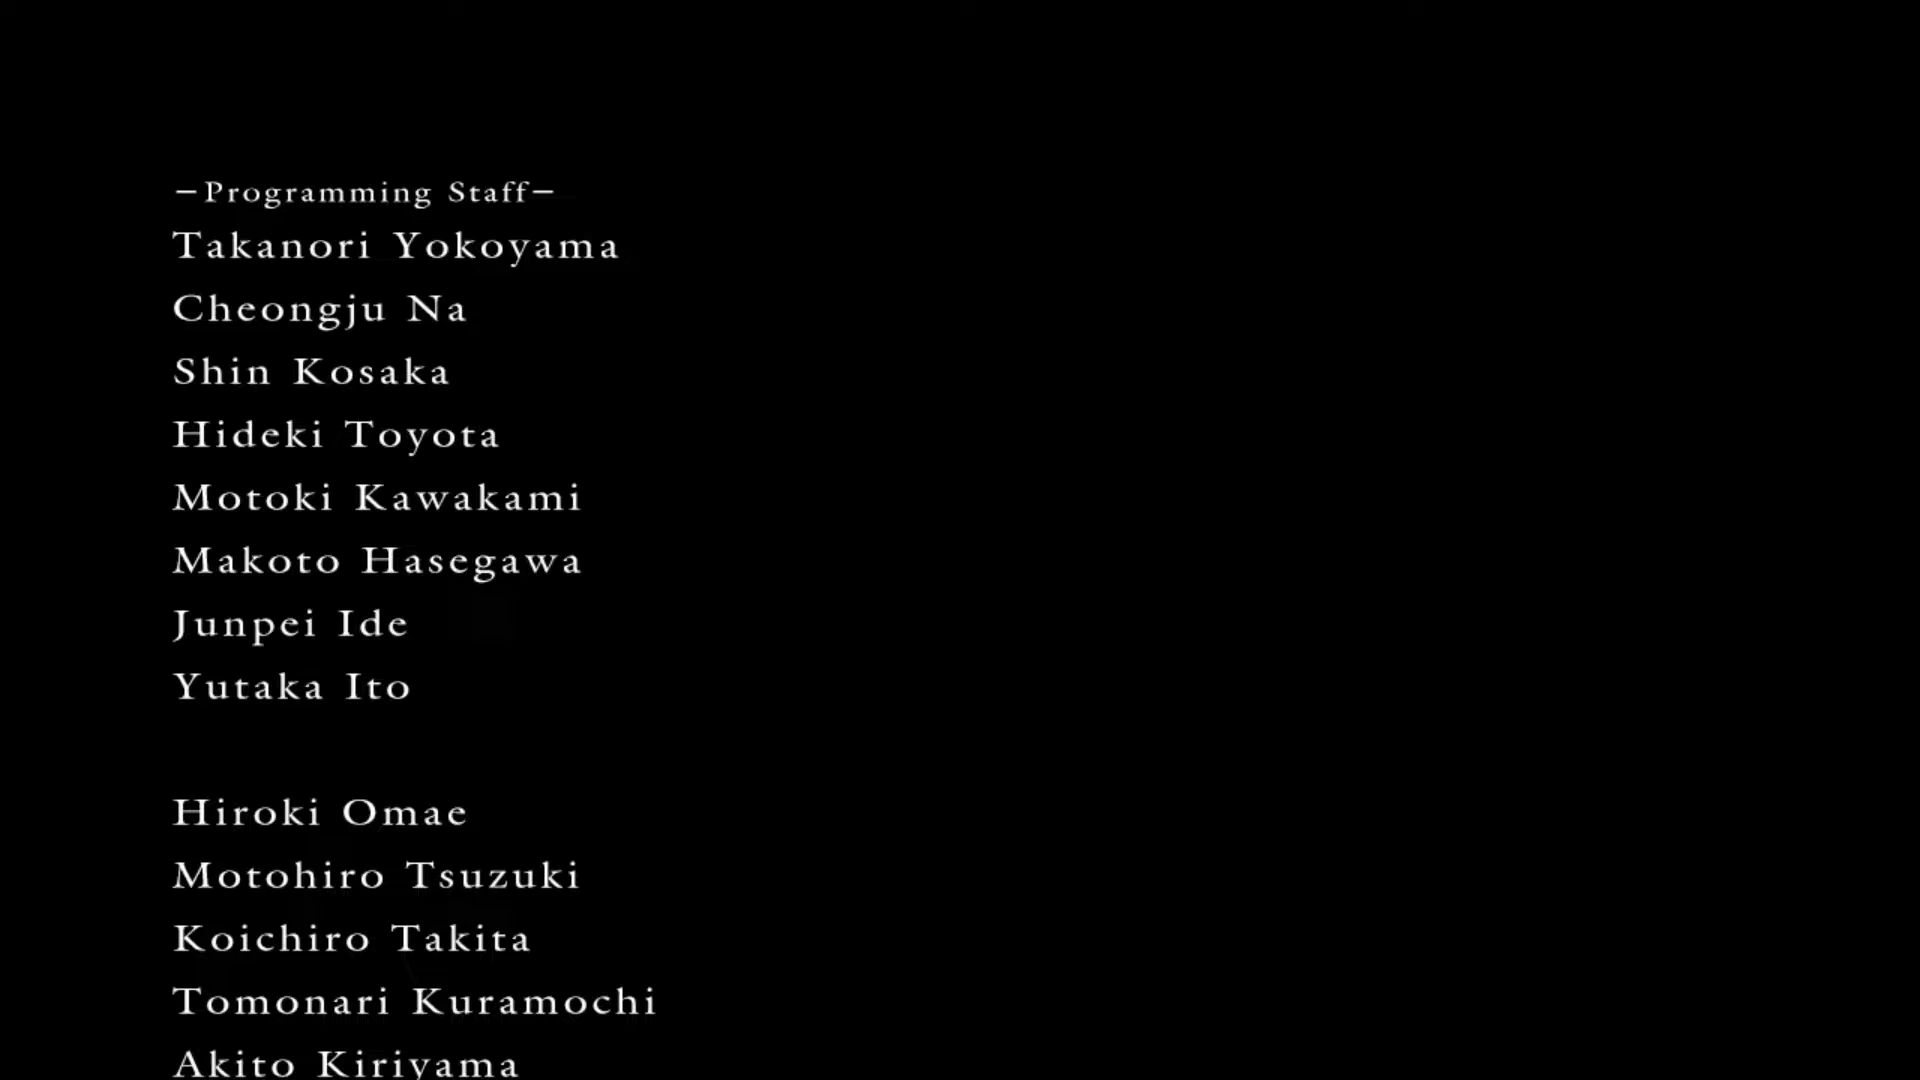 —Programming Staff—
Takanori Yokoyama
Cheongju Na
Shin Kosaka
Hideki Toyota
Motoki Kawakami
Makoto Hasegawa
Junpei Ide
Yutaka Ito
Hiroki Omae
Motohiro Tsuzuki
Koichiro Takita
Tomonari Kuramochi
Akito Kiriyama